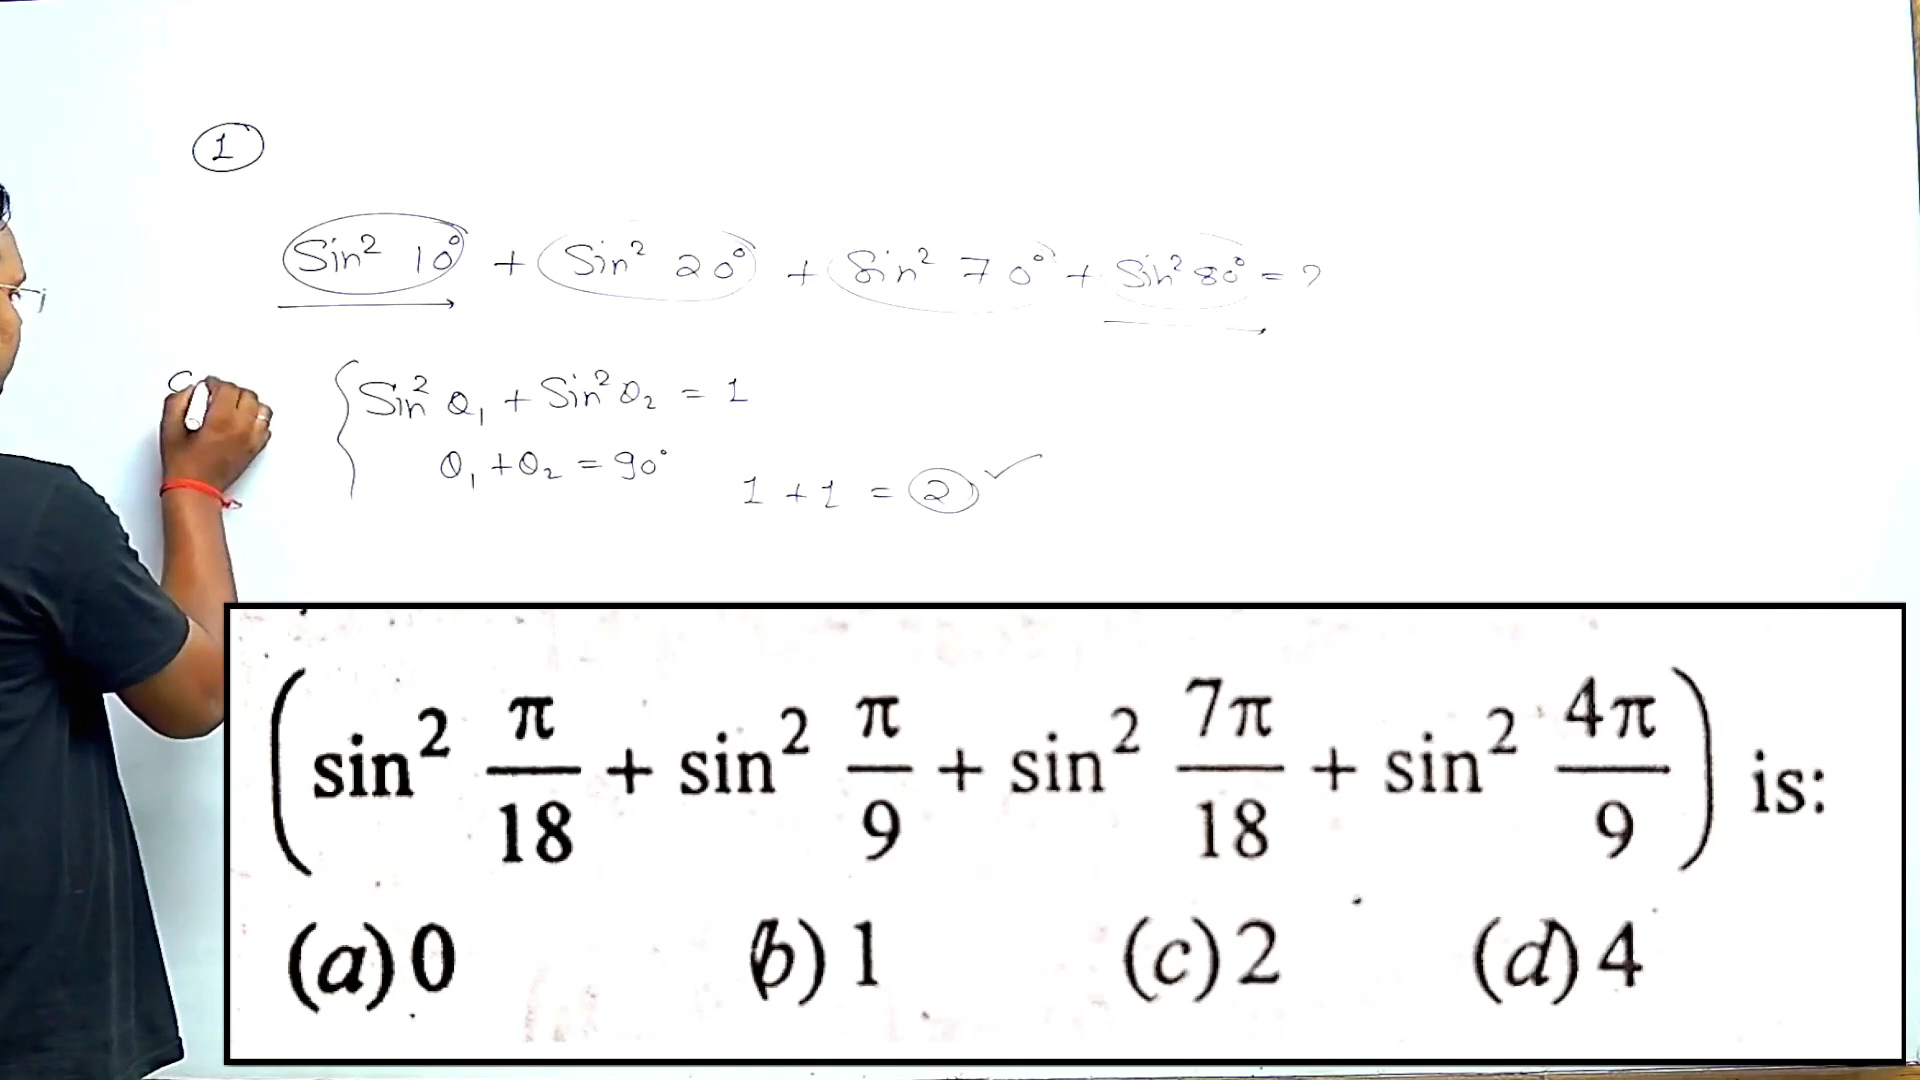 1
Sin² 10° + Sin² 20° + Sin² 70° + Sin² 80° = ?
Sin² θ₁ + Sin² θ₂ = 1
θ₁ + θ₂ = 90°
1 + 1 = 2 ✓
(sin² π/18 + sin² π/9 + sin² 7π/18 + sin² 4π/9) is:
(a) 0 (b) 1 (c) 2 (d) 4